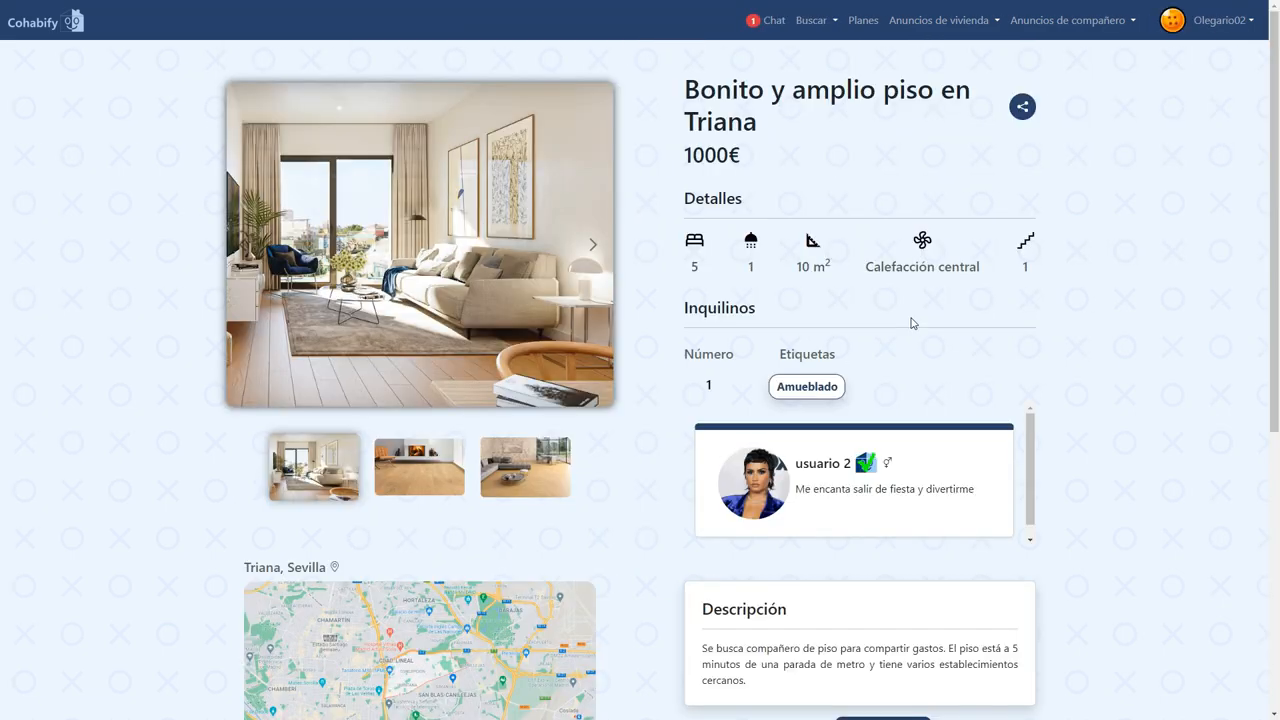 Cohabify
1 Chat Buscar Planes Anuncios de vivienda Anuncios de compañero Olegario02
Bonito y amplio piso en
Triana
1000€
Detalles
5 1 10 m² Calefacción central 1
Inquilinos
Número Etiquetas
1 Amueblado
usuario 2
Me encanta salir de fiesta y divertirme
Triana, Sevilla
HORTALEZA
CHAMARTÍN
CIUDAD LINEAL
CHAMBERÍ
SAN BLAS-CANILLEJAS
Descripción
Se busca compañero de piso para compartir gastos. El piso está a 5
minutos de una parada de metro y tiene varios establecimientos
cercanos.